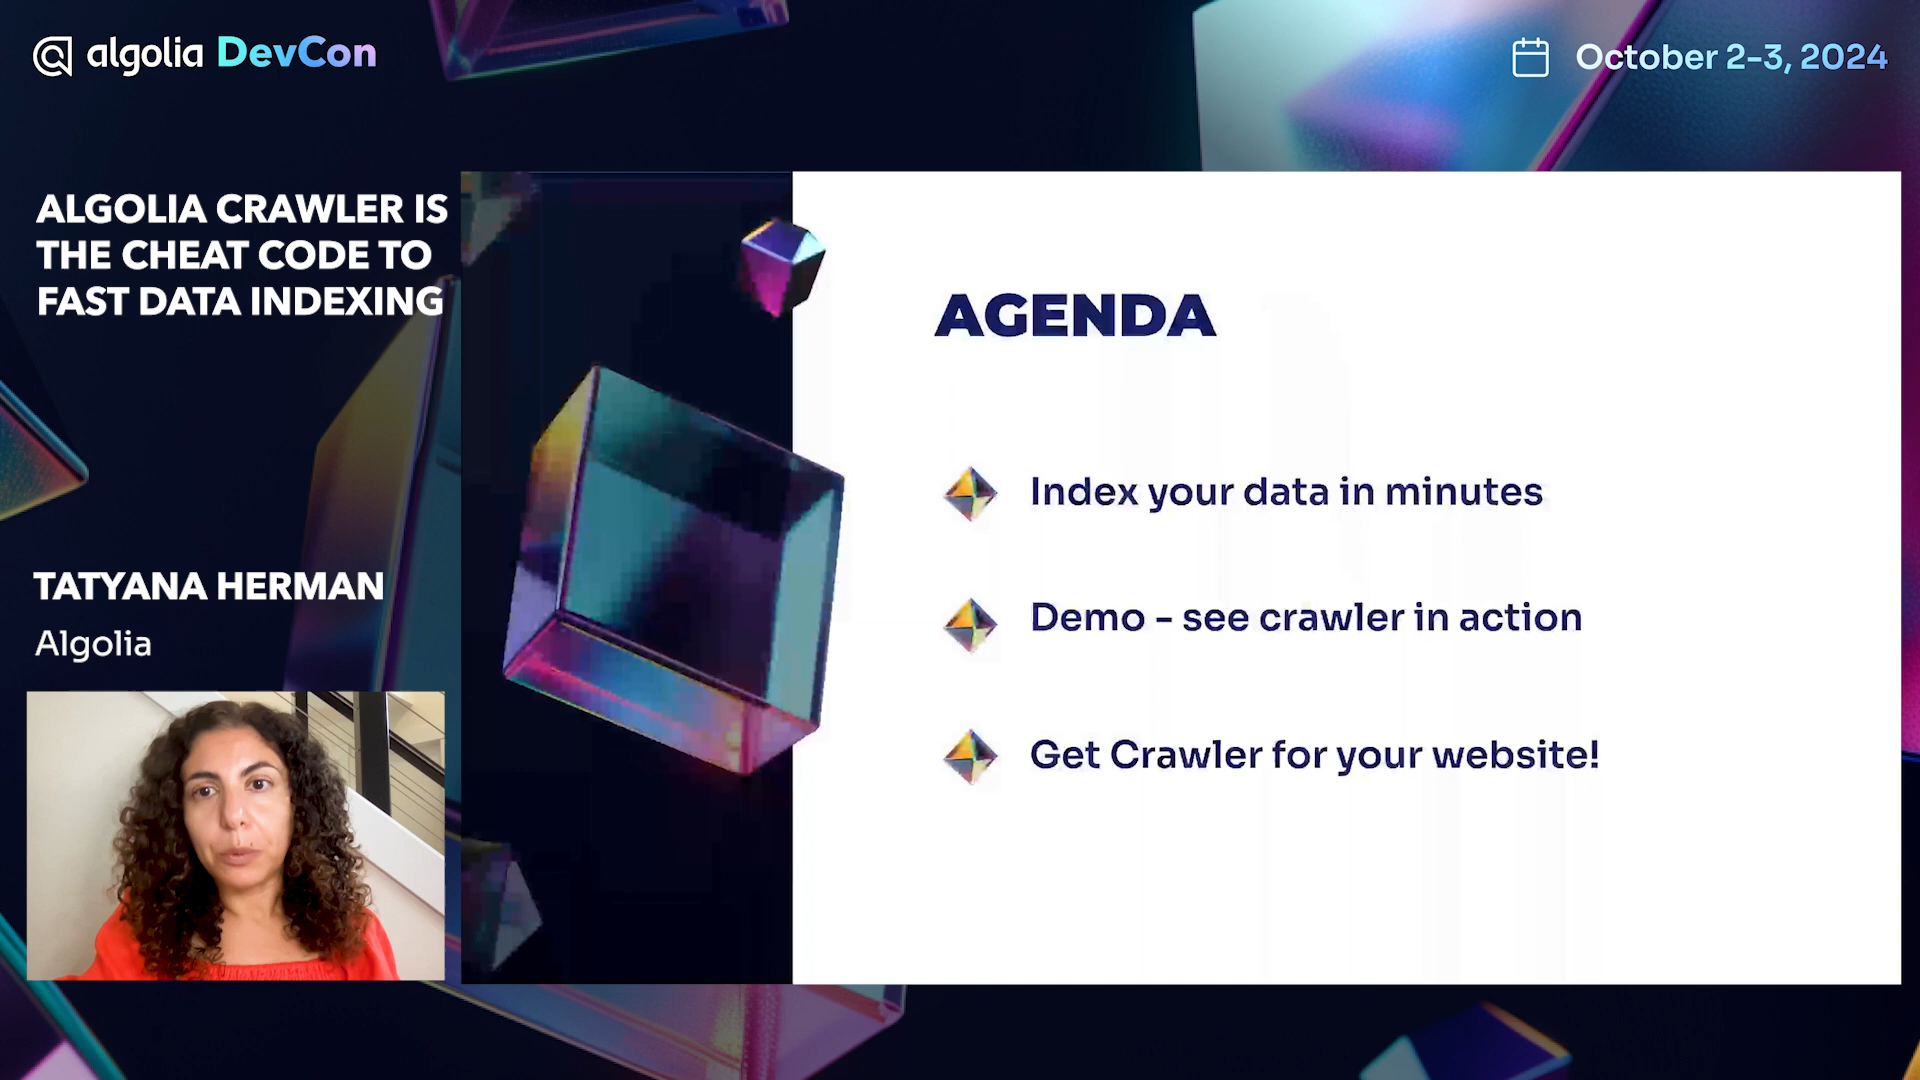 algolia DevCon
October 2-3, 2024
ALGOLIA CRAWLER IS
THE CHEAT CODE TO
FAST DATA INDEXING
TATYANA HERMAN
Algolia
AGENDA
Index your data in minutes
Demo - see crawler in action
Get Crawler for your website!